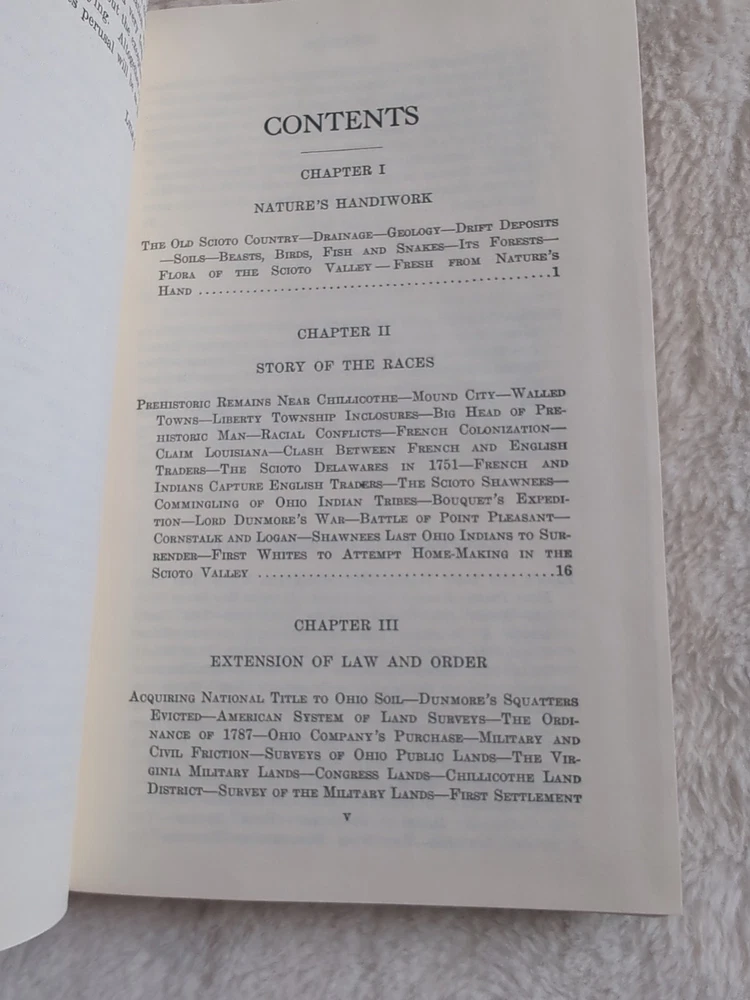 out the
ing. Altoget
s perusal will be
CONTENTS
CHAPTER I
NATURE'S HANDIWORK
THE OLD SCIOTO COUNTRY—DRAINAGE—GEOLOGY—DRIFT DEPOSITS
—SOILS—BEASTS, BIRDS, FISH AND SNAKES—ITS FORESTS—
FLORA OF THE SCIOTO VALLEY—FRESH FROM NATURE'S
HAND ..................................................1
CHAPTER II
STORY OF THE RACES
PREHISTORIC REMAINS NEAR CHILLICOTHE—MOUND CITY—WALLED
TOWNS—LIBERTY TOWNSHIP INCLOSURES—BIG HEAD OF PRE-
HISTORIC MAN—RACIAL CONFLICTS—FRENCH COLONIZATION—
CLAIM LOUISIANA—CLASH BETWEEN FRENCH AND ENGLISH
TRADERS—THE SCIOTO DELAWARES IN 1751—FRENCH AND
INDIANS CAPTURE ENGLISH TRADERS—THE SCIOTO SHAWNEES—
COMMINGLING OF OHIO INDIAN TRIBES—BOUQUET'S EXPEDI-
TION—LORD DUNMORE'S WAR—BATTLE OF POINT PLEASANT—
CORNSTALK AND LOGAN—SHAWNEES LAST OHIO INDIANS TO SUR-
RENDER—FIRST WHITES TO ATTEMPT HOME-MAKING IN THE
SCIOTO VALLEY ..........................................16
CHAPTER III
EXTENSION OF LAW AND ORDER
ACQUIRING NATIONAL TITLE TO OHIO SOIL—DUNMORE'S SQUATTERS
EVICTED—AMERICAN SYSTEM OF LAND SURVEYS—THE ORDI-
NANCE OF 1787—OHIO COMPANY'S PURCHASE—MILITARY AND
CIVIL FRICTION—SURVEYS OF OHIO PUBLIC LANDS—THE VIR-
GINIA MILITARY LANDS—CONGRESS LANDS—CHILLICOTHE LAND
DISTRICT—SURVEY OF THE MILITARY LANDS—FIRST SETTLEMENT
v